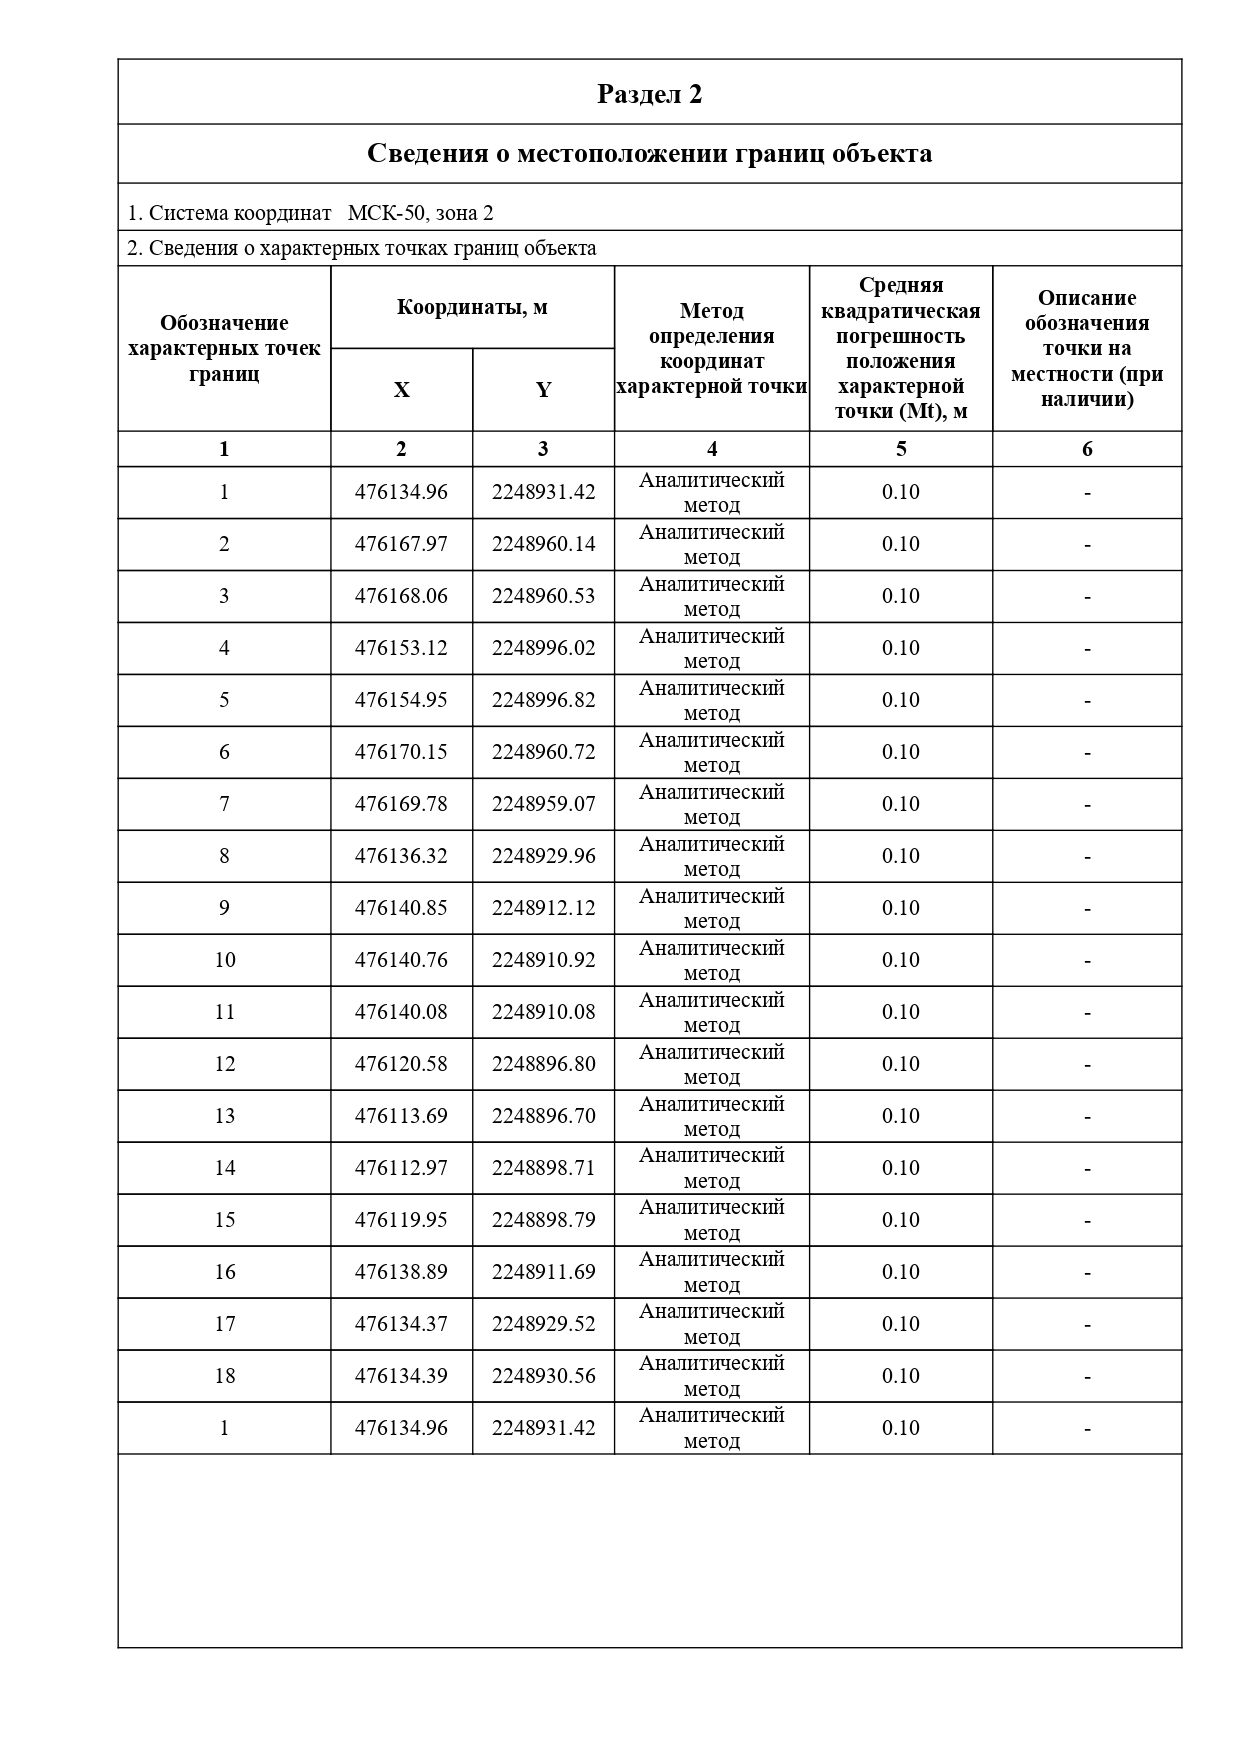 Раздел 2
Сведения о местоположении границ объекта
1. Система координат МСК-50, зона 2
2. Сведения о характерных точках границ объекта
Обозначение
характерных точек
границ
Координаты, м
X
Y
Метод
определения
координат
характерной точки
Средняя
квадратическая
погрешность
положения
характерной
точки (Mt), м
Описание
обозначения
точки на
местности (при
наличии)
1 2 3 4 5 6
1 476134.96 2248931.42 Аналитический метод 0.10 -
2 476167.97 2248960.14 Аналитический метод 0.10 -
3 476168.06 2248960.53 Аналитический метод 0.10 -
4 476153.12 2248996.02 Аналитический метод 0.10 -
5 476154.95 2248996.82 Аналитический метод 0.10 -
6 476170.15 2248960.72 Аналитический метод 0.10 -
7 476169.78 2248959.07 Аналитический метод 0.10 -
8 476136.32 2248929.96 Аналитический метод 0.10 -
9 476140.85 2248912.12 Аналитический метод 0.10 -
10 476140.76 2248910.92 Аналитический метод 0.10 -
11 476140.08 2248910.08 Аналитический метод 0.10 -
12 476120.58 2248896.80 Аналитический метод 0.10 -
13 476113.69 2248896.70 Аналитический метод 0.10 -
14 476112.97 2248898.71 Аналитический метод 0.10 -
15 476119.95 2248898.79 Аналитический метод 0.10 -
16 476138.89 2248911.69 Аналитический метод 0.10 -
17 476134.37 2248929.52 Аналитический метод 0.10 -
18 476134.39 2248930.56 Аналитический метод 0.10 -
1 476134.96 2248931.42 Аналитический метод 0.10 -